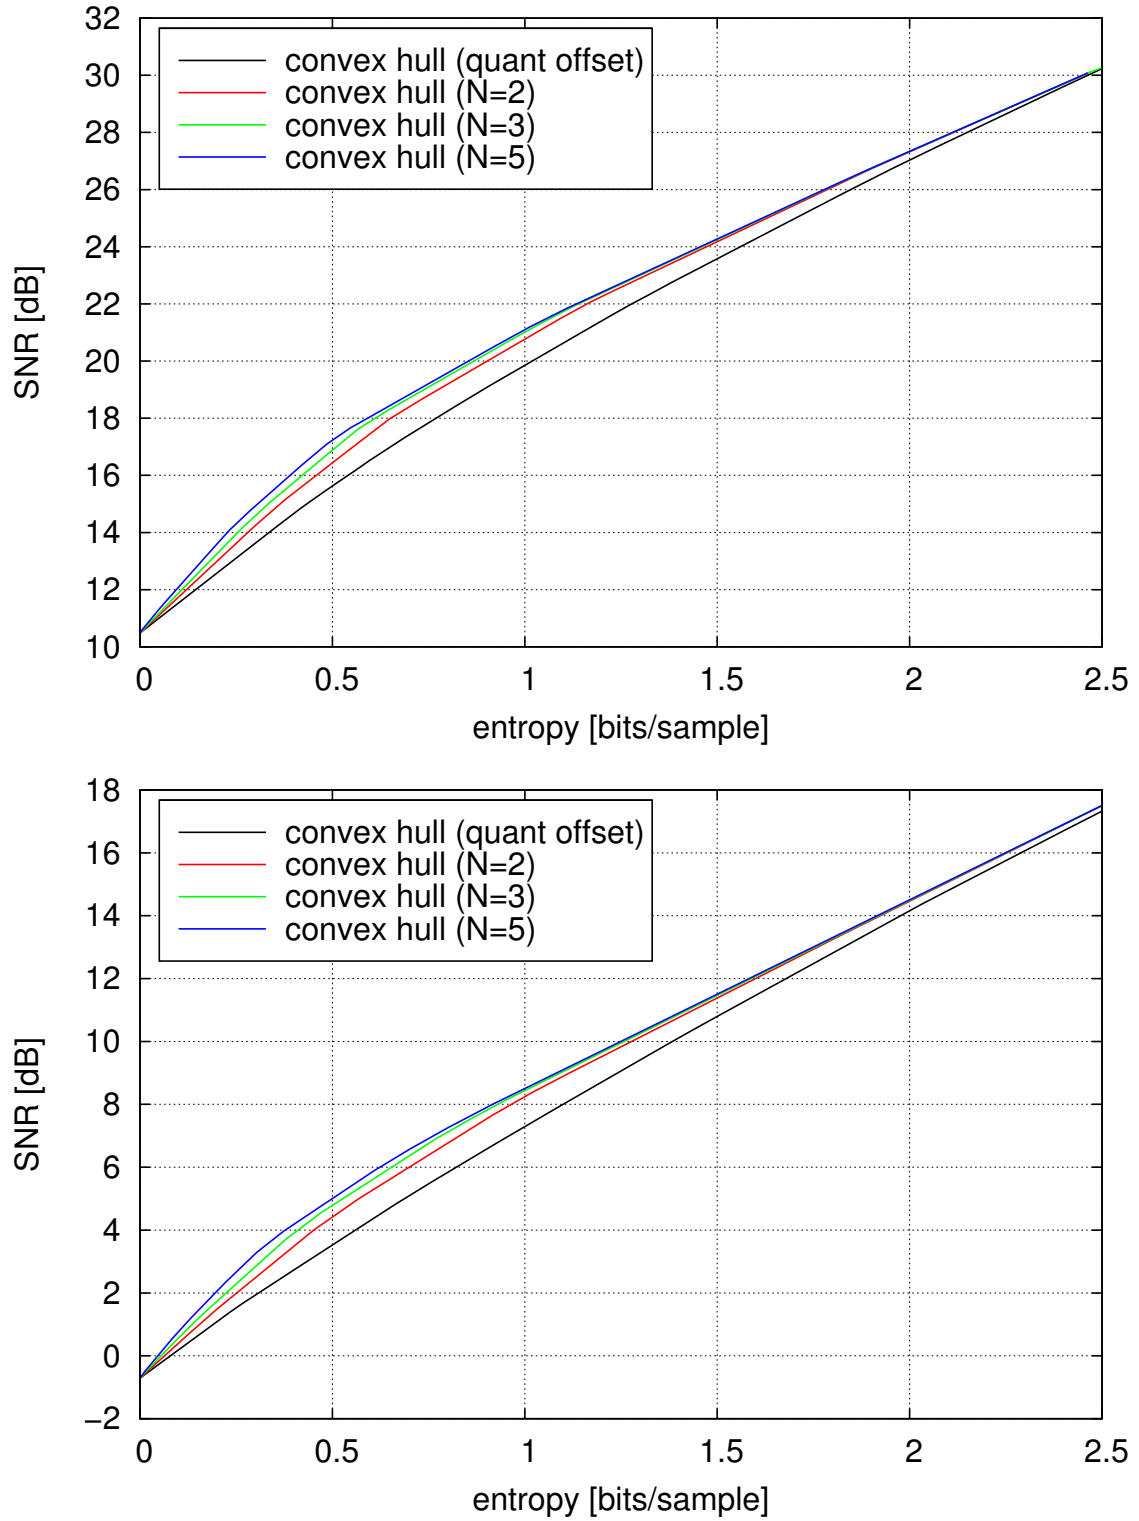 32
30
28
26
24
22
20
18
16
14
12
10
SNR [dB]
convex hull (quant offset)
convex hull (N=2)
convex hull (N=3)
convex hull (N=5)
0 0.5 1 1.5 2 2.5
entropy [bits/sample]
18
16
14
12
10
8
6
4
2
0
−2
SNR [dB]
convex hull (quant offset)
convex hull (N=2)
convex hull (N=3)
convex hull (N=5)
0 0.5 1 1.5 2 2.5
entropy [bits/sample]